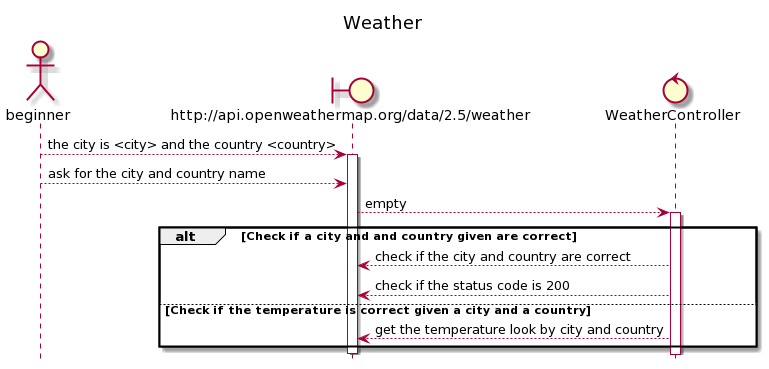 Weather
beginner
http://api.openweathermap.org/data/2.5/weather
WeatherController
the city is <city> and the country <country>
ask for the city and country name
empty
alt [Check if a city and and country given are correct]
check if the city and country are correct
check if the status code is 200
[Check if the temperature is correct given a city and a country]
get the temperature look by city and country